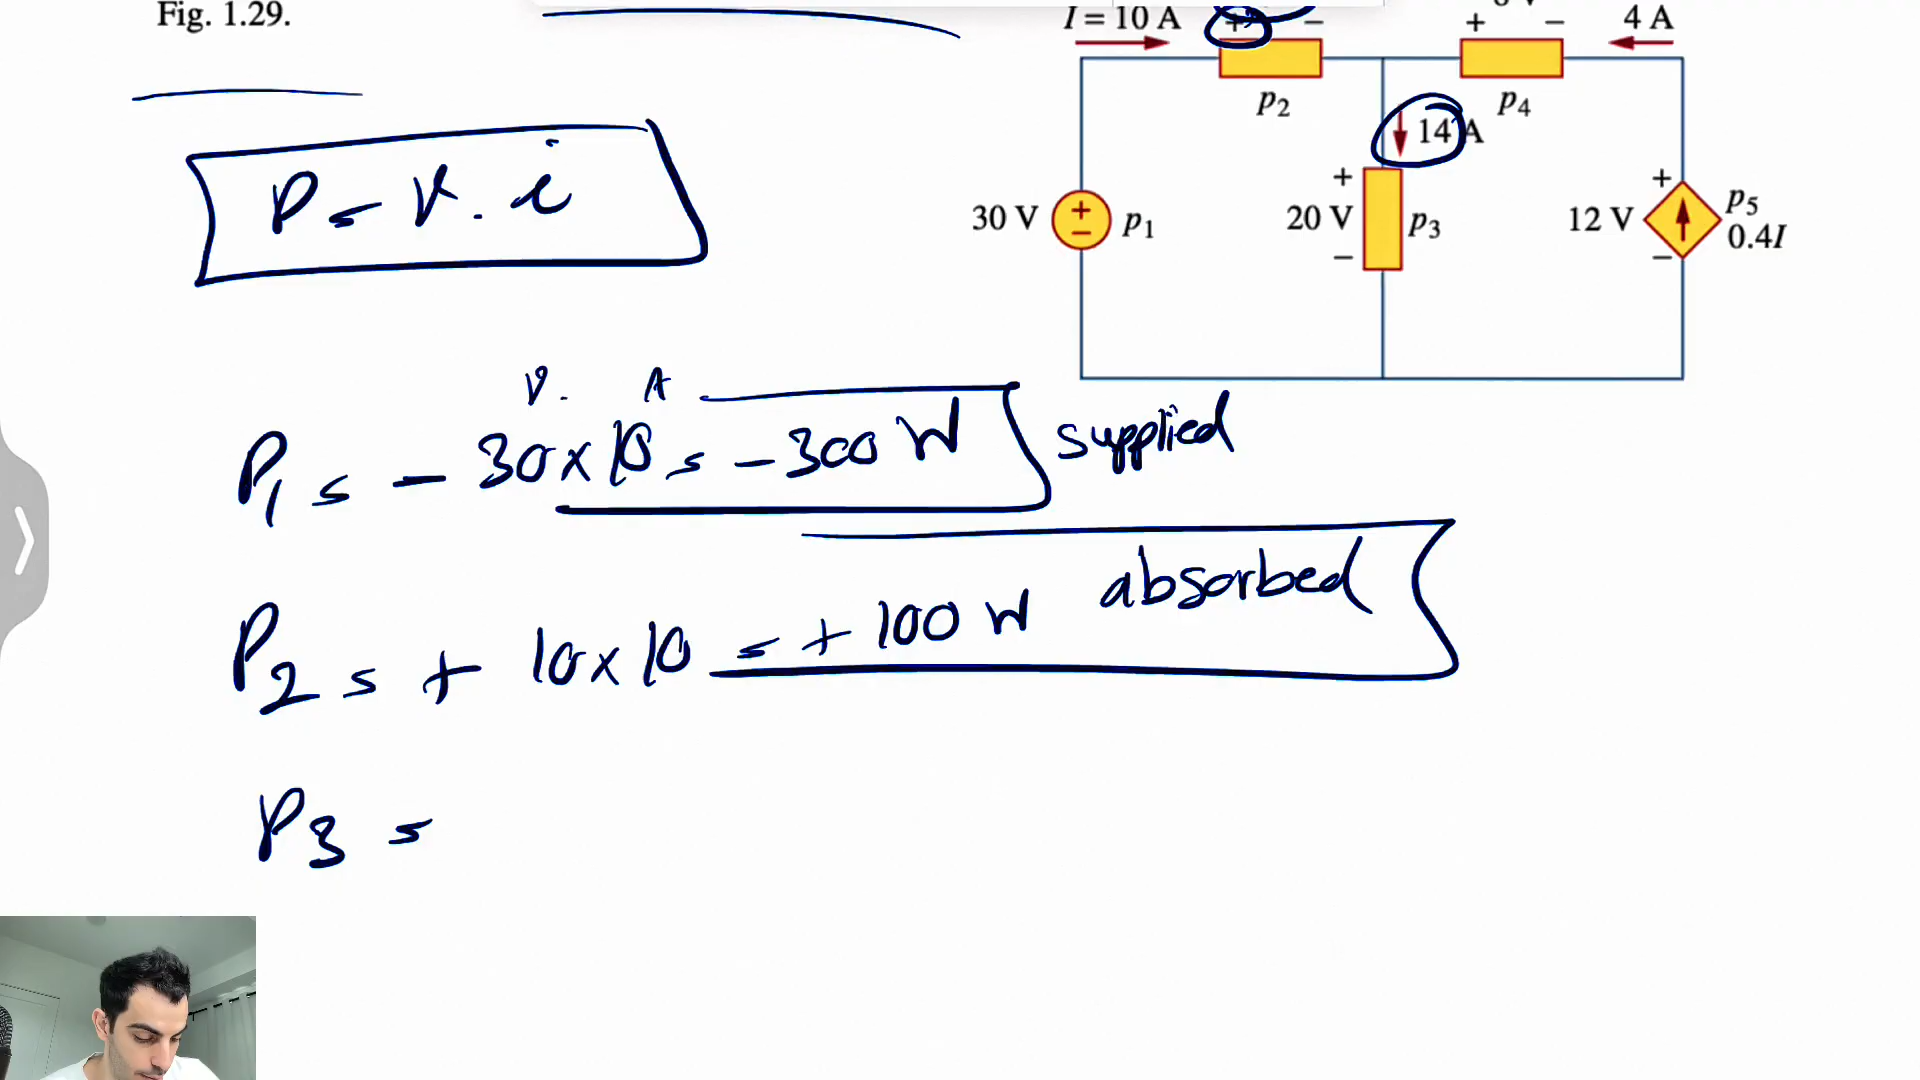 Fig. 1.29.
I = 10 A
+ −
+ −
4 A
p2
p4
14 A
P = V . i
30 V
+
−
p1
+
20 V
−
p3
+
12 V
−
p5
0.4I
V. A
P1 = − 30 x 10 = − 300 W supplied
P2 = + 10 x 10 = + 100 W absorbed
P3 =